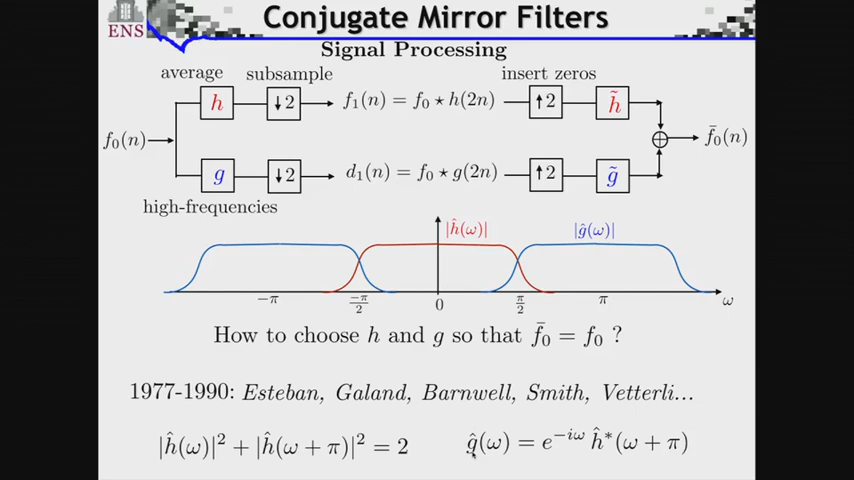 Conjugate Mirror Filters
ENS
Signal Processing
average subsample insert zeros
h ↓2 f₁(n) = f₀ ⋆ h(2n) ↑2 h̃
f₀(n) ⊕ f̄₀(n)
g ↓2 d₁(n) = f₀ ⋆ g(2n) ↑2 g̃
high-frequencies
|ĥ(ω)| |ĝ(ω)|
−π −π/2 0 π/2 π ω
How to choose h and g so that f̄₀ = f₀ ?
1977-1990: Esteban, Galand, Barnwell, Smith, Vetterli...
|ĥ(ω)|² + |ĥ(ω + π)|² = 2 ĝ(ω) = e^{−iω} ĥ*(ω + π)